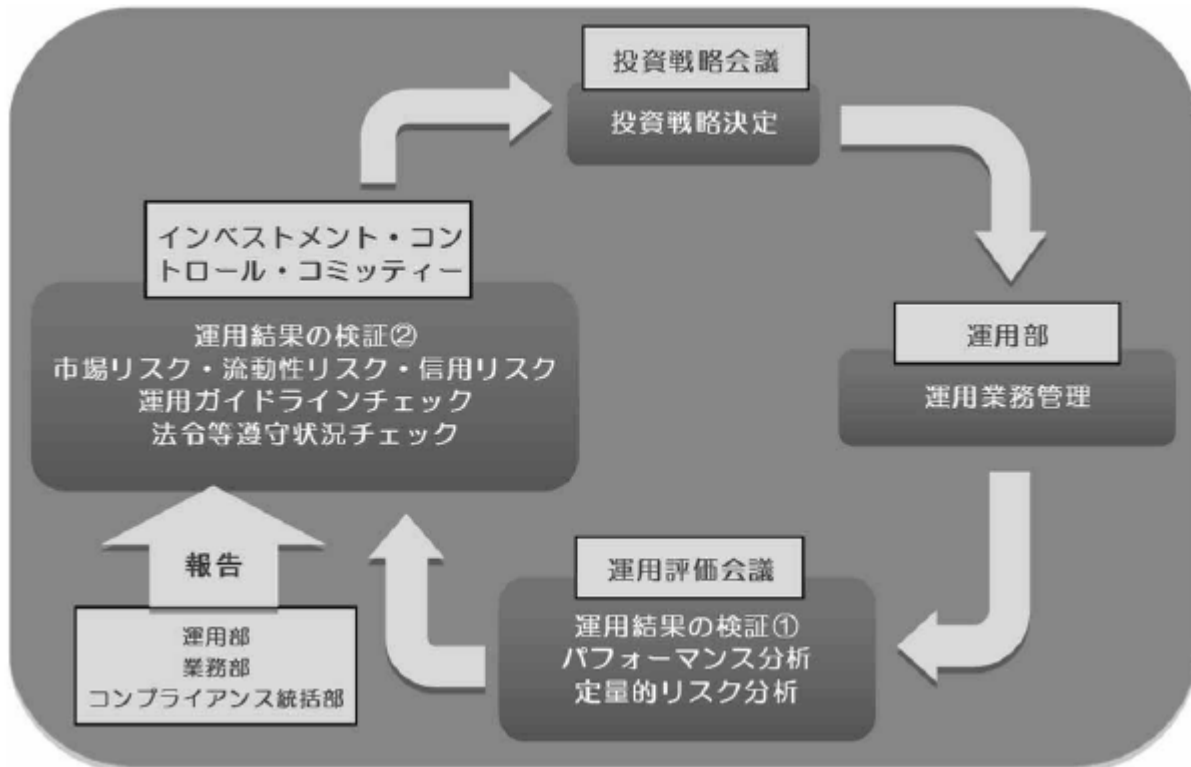 投資戦略会議
投資戦略決定
運用部
運用業務管理
運用評価会議
運用結果の検証①
パフォーマンス分析
定量的リスク分析
インベストメント・コン
トロール・コミッティー
運用結果の検証②
市場リスク・流動性リスク・信用リスク
運用ガイドラインチェック
法令等遵守状況チェック
報告
運用部
業務部
コンプライアンス統括部